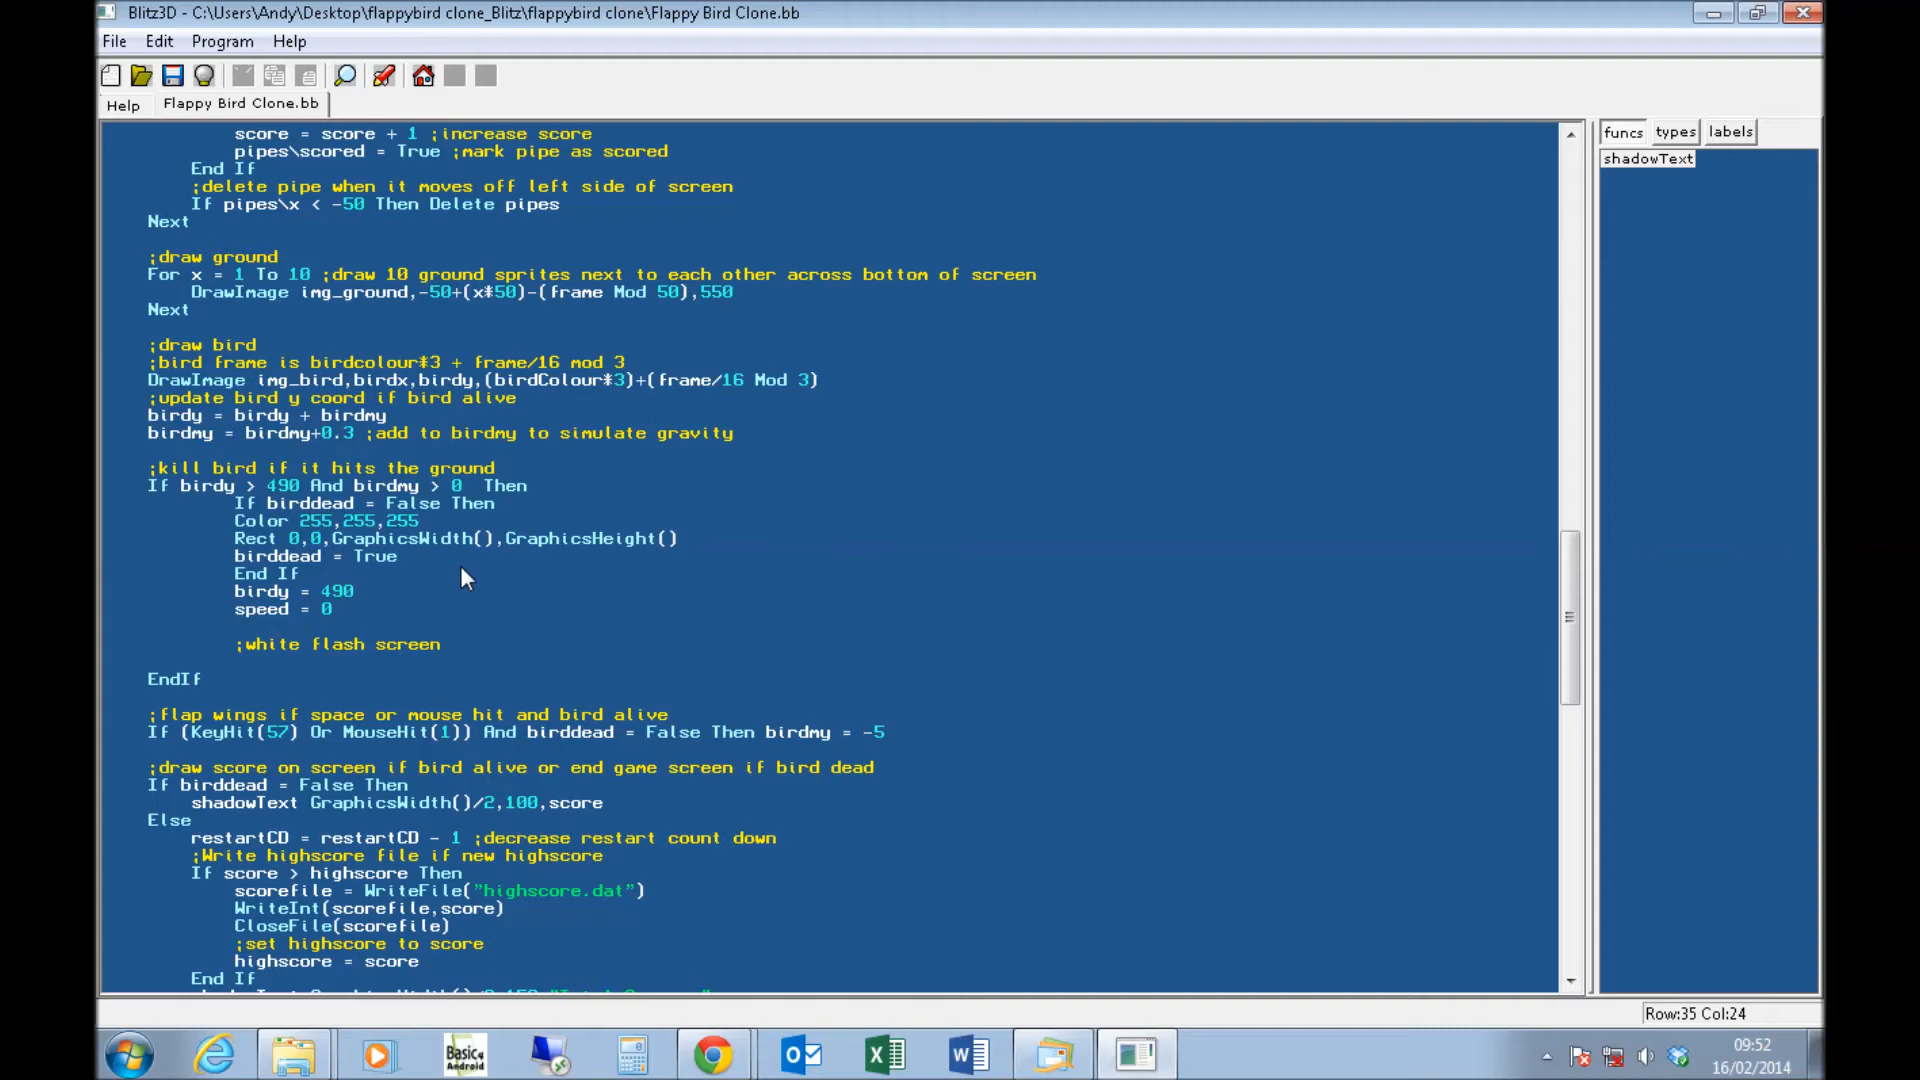 Blitz3D - C:\Users\Andy\Desktop\flappybird clone_Blitz\flappybird clone\Flappy Bird Clone.bb
File Edit Program Help
Help Flappy Bird Clone.bb
funcs types labels
shadowText
score = score + 1 ;increase score
pipes\scored = True ;mark pipe as scored
End If
;delete pipe when it moves off left side of screen
If pipes\x < -50 Then Delete pipes
Next
;draw ground
For x = 1 To 10 ;draw 10 ground sprites next to each other across bottom of screen
DrawImage img_ground,-50+(x*50)-(frame Mod 50),550
Next
;draw bird
;bird frame is birdcolour*3 + frame/16 mod 3
DrawImage img_bird,birdx,birdy,(birdColour*3)+(frame/16 Mod 3)
;update bird y coord if bird alive
birdy = birdy + birdmy
birdmy = birdmy+0.3 ;add to birdmy to simulate gravity
;kill bird if it hits the ground
If birdy > 490 And birdmy > 0  Then
If birddead = False Then
Color 255,255,255
Rect 0,0,GraphicsWidth(),GraphicsHeight()
birddead = True
End If
birdy = 490
speed = 0
;white flash screen
EndIf
;flap wings if space or mouse hit and bird alive
If (KeyHit(57) Or MouseHit(1)) And birddead = False Then birdmy = -5
;draw score on screen if bird alive or end game screen if bird dead
If birddead = False Then
shadowText GraphicsWidth()/2,100,score
Else
restartCD = restartCD - 1 ;decrease restart count down
;Write highscore file if new highscore
If score > highscore Then
scorefile = WriteFile("highscore.dat")
WriteInt(scorefile,score)
CloseFile(scorefile)
;set highscore to score
highscore = score
End If
Row:35 Col:24
Basic4 Android
09:52
16/02/2014